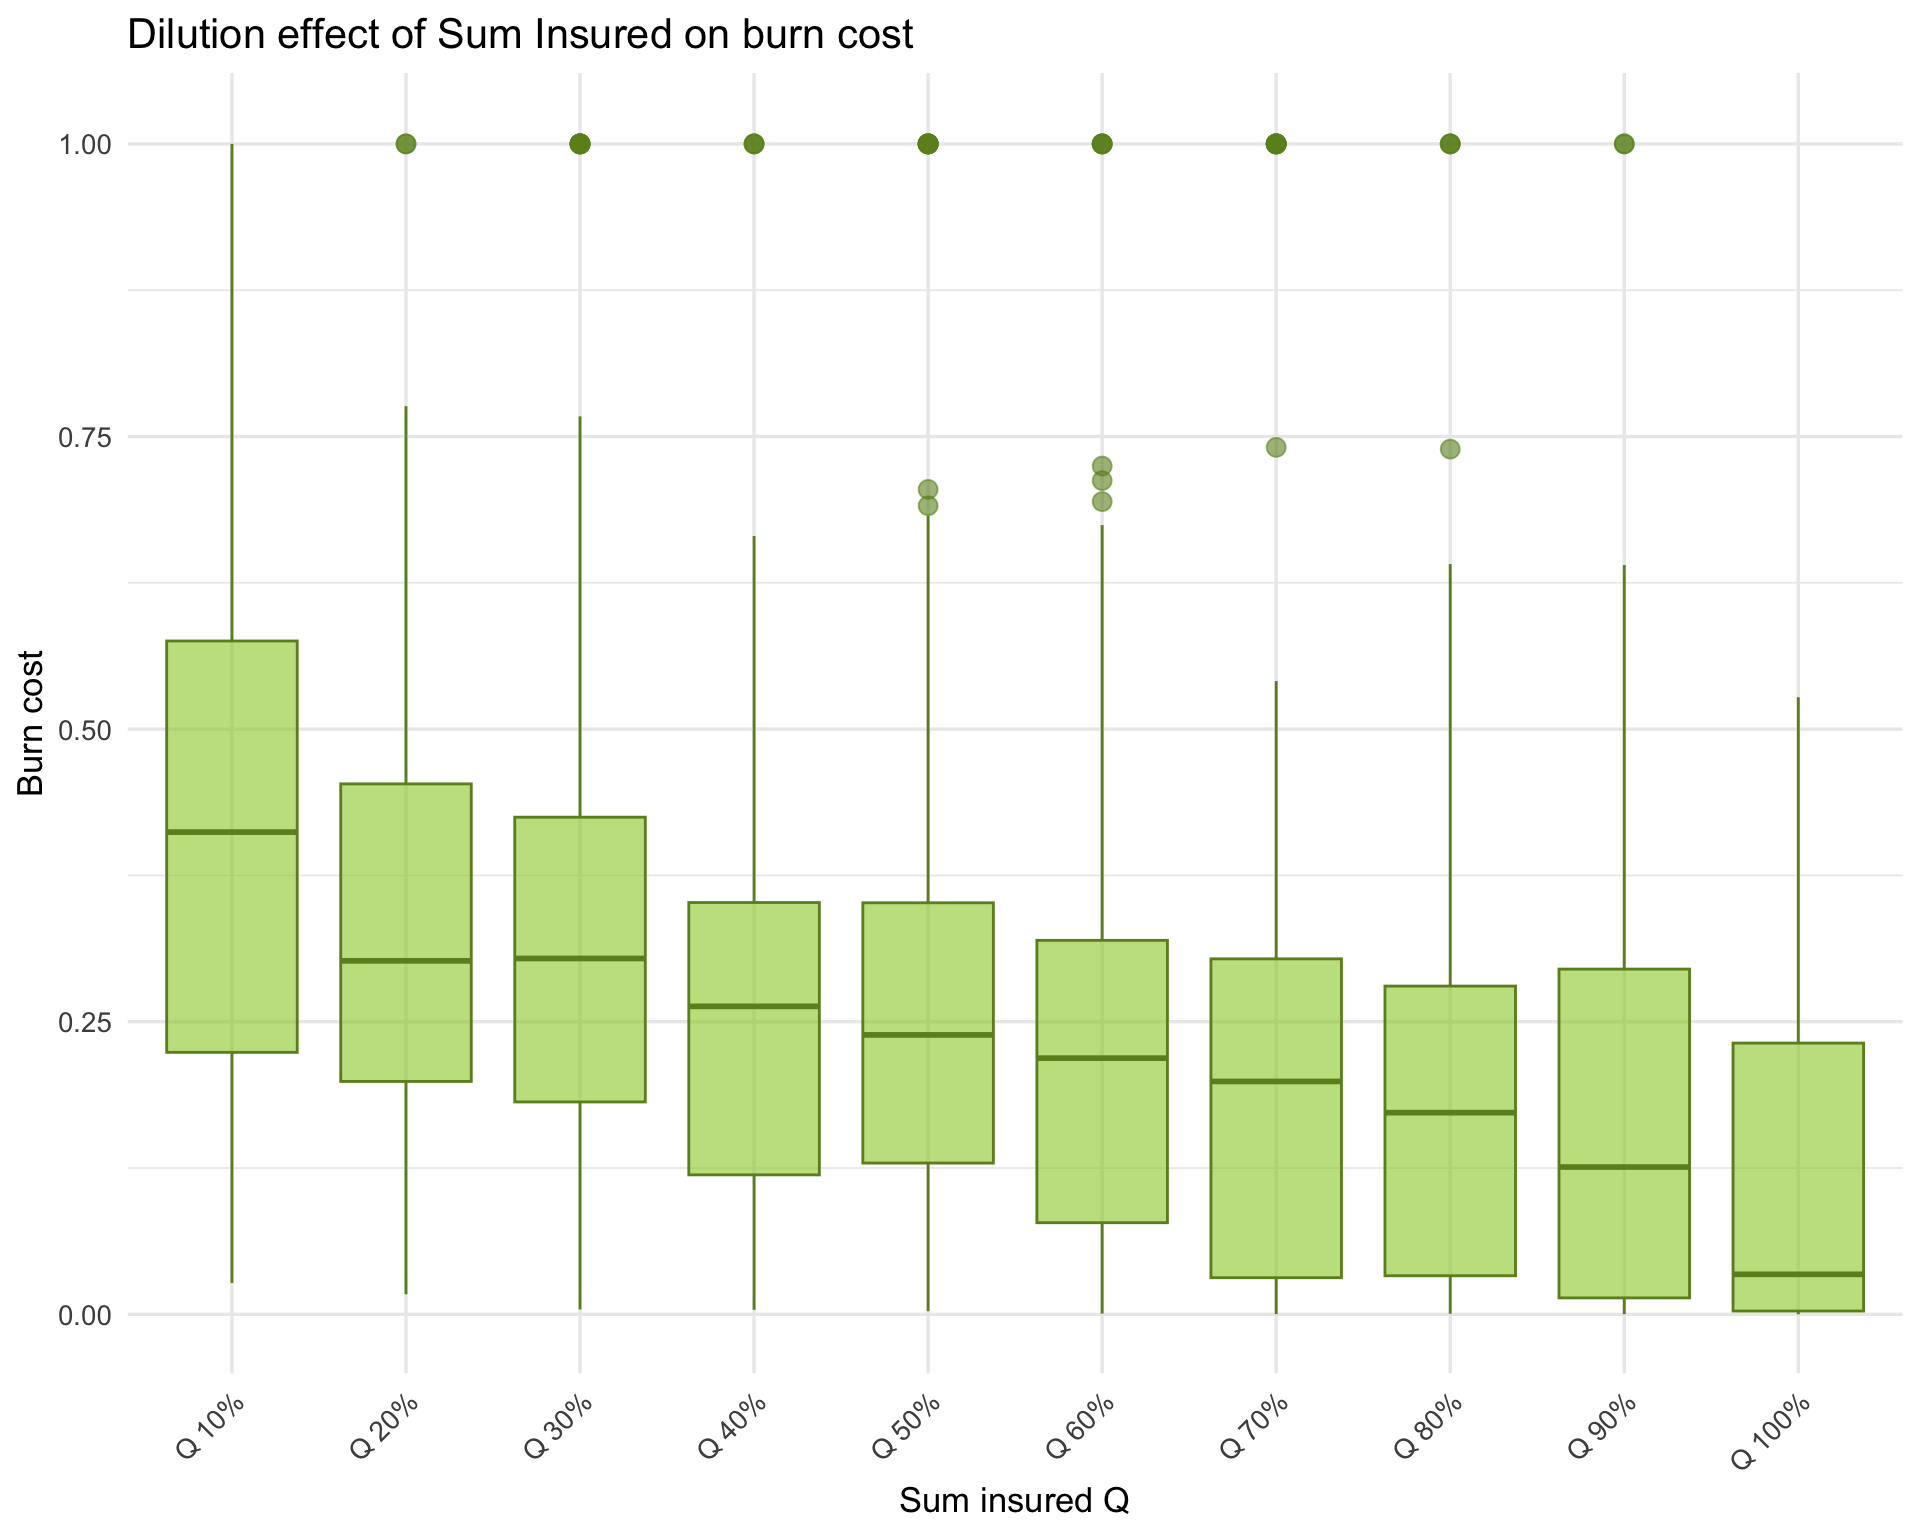 Dilution effect of Sum Insured on burn cost
Burn cost
1.00
0.75
0.50
0.25
0.00
Q 10%
Q 20%
Q 30%
Q 40%
Q 50%
Q 60%
Q 70%
Q 80%
Q 90%
Q 100%
Sum insured Q